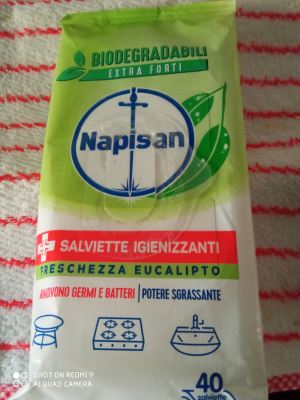 BIODEGRADABILI
EXTRA FORTI
Napisan
SALVIETTE IGIENIZZANTI
FRESCHEZZA EUCALIPTO
RIMUOVONO GERMI E BATTERI | POTERE SGRASSANTE
40
salviette
SHOT ON REDMI 9
AI QUAD CAMERA